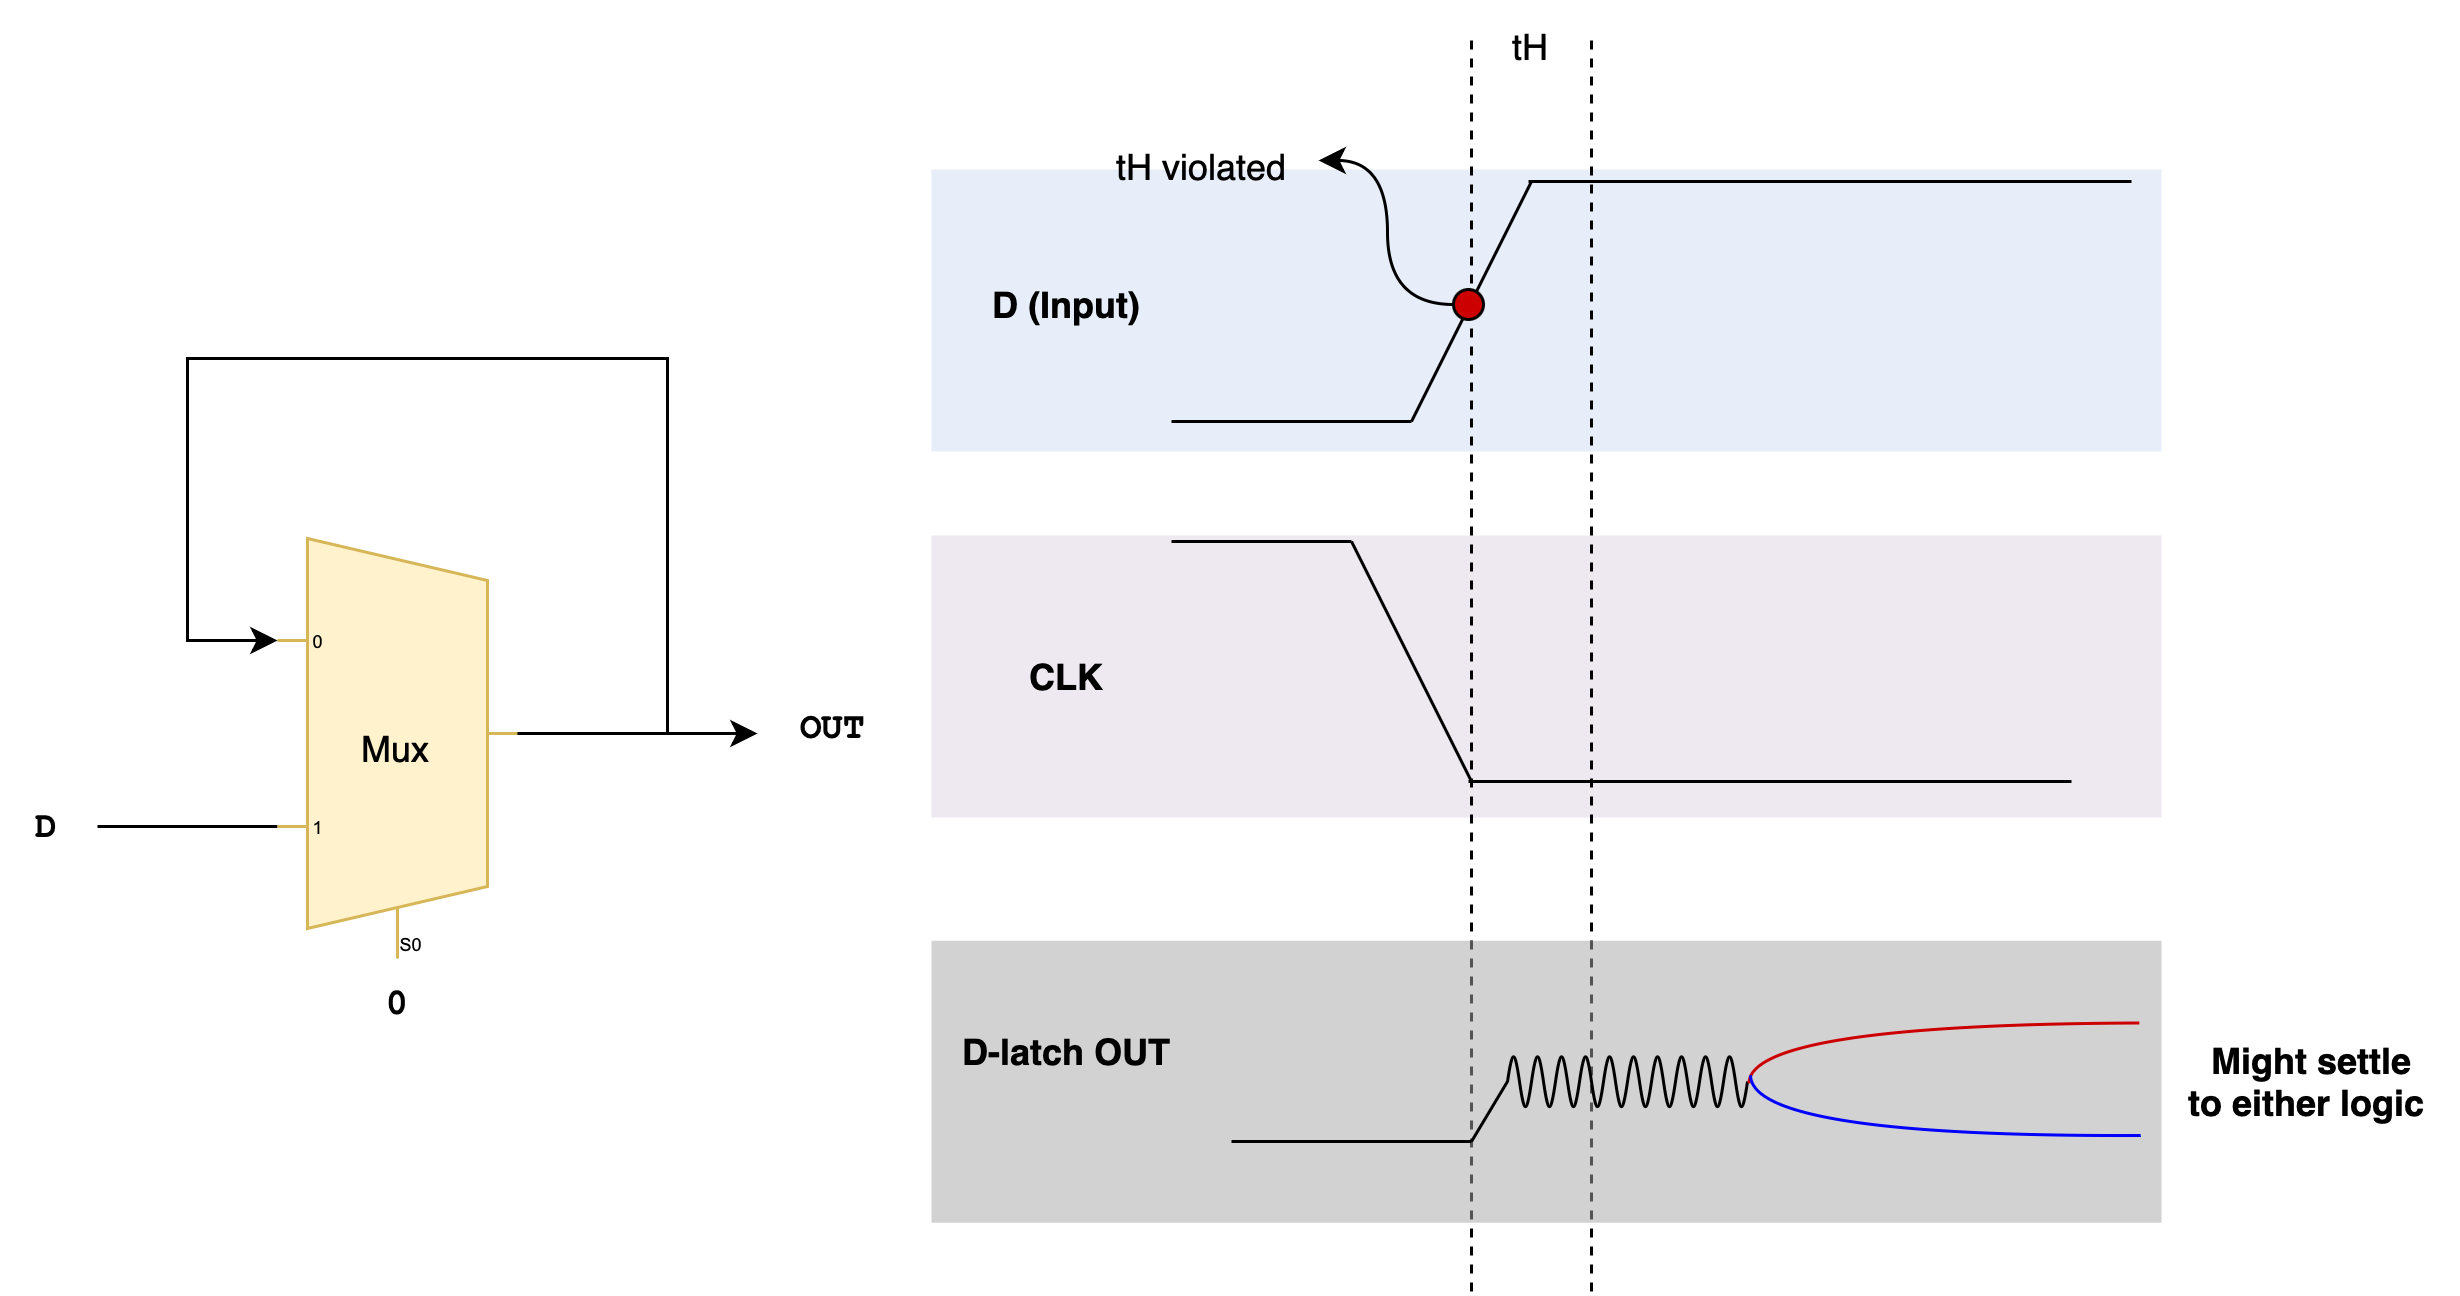 tH
tH violated
D (Input)
0
CLK
Mux
OUT
D
1
S0
0
D-latch OUT
Might settle
to either logic